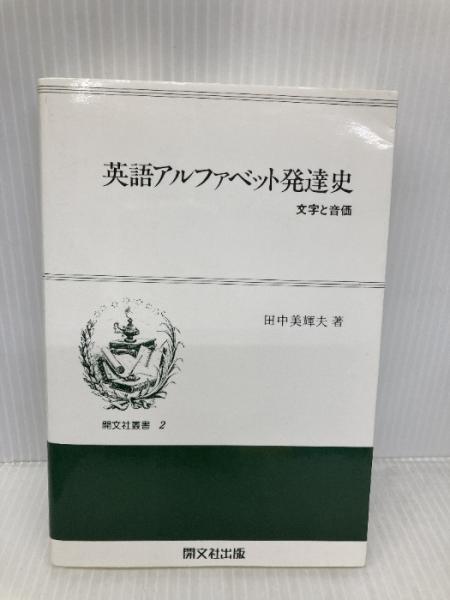 英語アルファベット発達史
文字と音価
田中美輝夫 著
開文社叢書 2
開文社出版